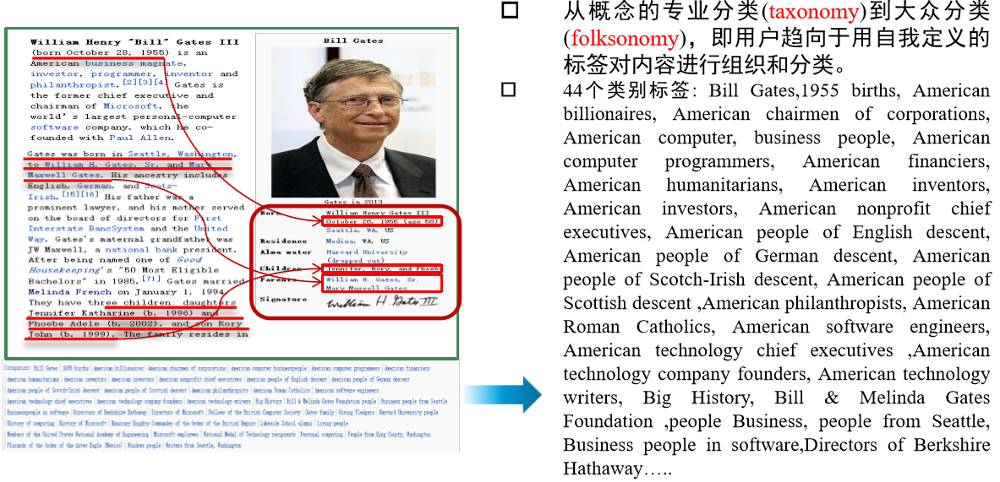 William Henry "Bill" Gates III
(born October 28, 1955) is an
American business magnate,
investor, programmer, inventor and
philanthropist.[2][3][4] Gates is
the former chief executive and
chairman of Microsoft, the
world's largest personal-computer
software company, which he co-
founded with Paul Allen.
Gates was born in Seattle, Washington,
to William H. Gates, Sr. and Mary
Maxwell Gates. His ancestry includes
English, German, and Scots-
Irish.[15][16] His father was a
prominent lawyer, and his mother served
on the board of directors for First
Interstate BancSystem and the United
Way. Gates's maternal grandfather was
JW Maxwell, a national bank president.
After being named one of Good
Housekeeping's "50 Most Eligible
Bachelors" in 1985,[71] Gates married
Melinda French on January 1, 1994.
They have three children: daughters
Jennifer Katharine (b. 1996) and
Phoebe Adele (b. 2002), and son Rory
John (b. 1999). The family resides in
Bill Gates
Gates in 2013
Born William Henry Gates III
October 28, 1955 (age 58)
Seattle, WA, US
Residence Medina, WA, US
Alma mater Harvard University
(dropped out)
Children Jennifer, Rory, and Phoebe
Parents William H. Gates, Sr.
Mary Maxwell Gates
Signature William H. Gates III
Categories: Bill Gates | 1955 births | American billionaires | American chairmen of corporations | American computer businesspeople | American computer programmers | American financiers
American humanitarians | American inventors | American investors | American nonprofit chief executives | American people of English descent | American people of German descent
American people of Scotch-Irish descent | American people of Scottish descent | American philanthropists | American Roman Catholics | American software engineers
American technology chief executives | American technology company founders | American technology writers | Big History | Bill & Melinda Gates Foundation people | Business people from Seattle
Businesspeople in software | Directors of Berkshire Hathaway | Directors of Microsoft | Fellows of the British Computer Society | Gates family | Giving Pledgers | Harvard University people
History of computing | History of Microsoft | Honorary Knights Commander of the Order of the British Empire | Lakeside School alumni | Living people
Members of the United States National Academy of Engineering | Microsoft employees | National Medal of Technology recipients | Personal computing | People from King County, Washington
Placards of the Order of the Aztec Eagle (Mexico) | Windows people | Writers from Seattle, Washington
从概念的专业分类(taxonomy)到大众分类
(folksonomy)，即用户趋向于用自我定义的
标签对内容进行组织和分类。
44个类别标签: Bill Gates,1955 births, American
billionaires, American chairmen of corporations,
American computer, business people, American
computer programmers, American financiers,
American humanitarians, American inventors,
American investors, American nonprofit chief
executives, American people of English descent,
American people of German descent, American
people of Scotch-Irish descent, American people of
Scottish descent ,American philanthropists, American
Roman Catholics, American software engineers,
American technology chief executives ,American
technology company founders, American technology
writers, Big History, Bill & Melinda Gates
Foundation ,people Business, people from Seattle,
Business people in software,Directors of Berkshire
Hathaway…..